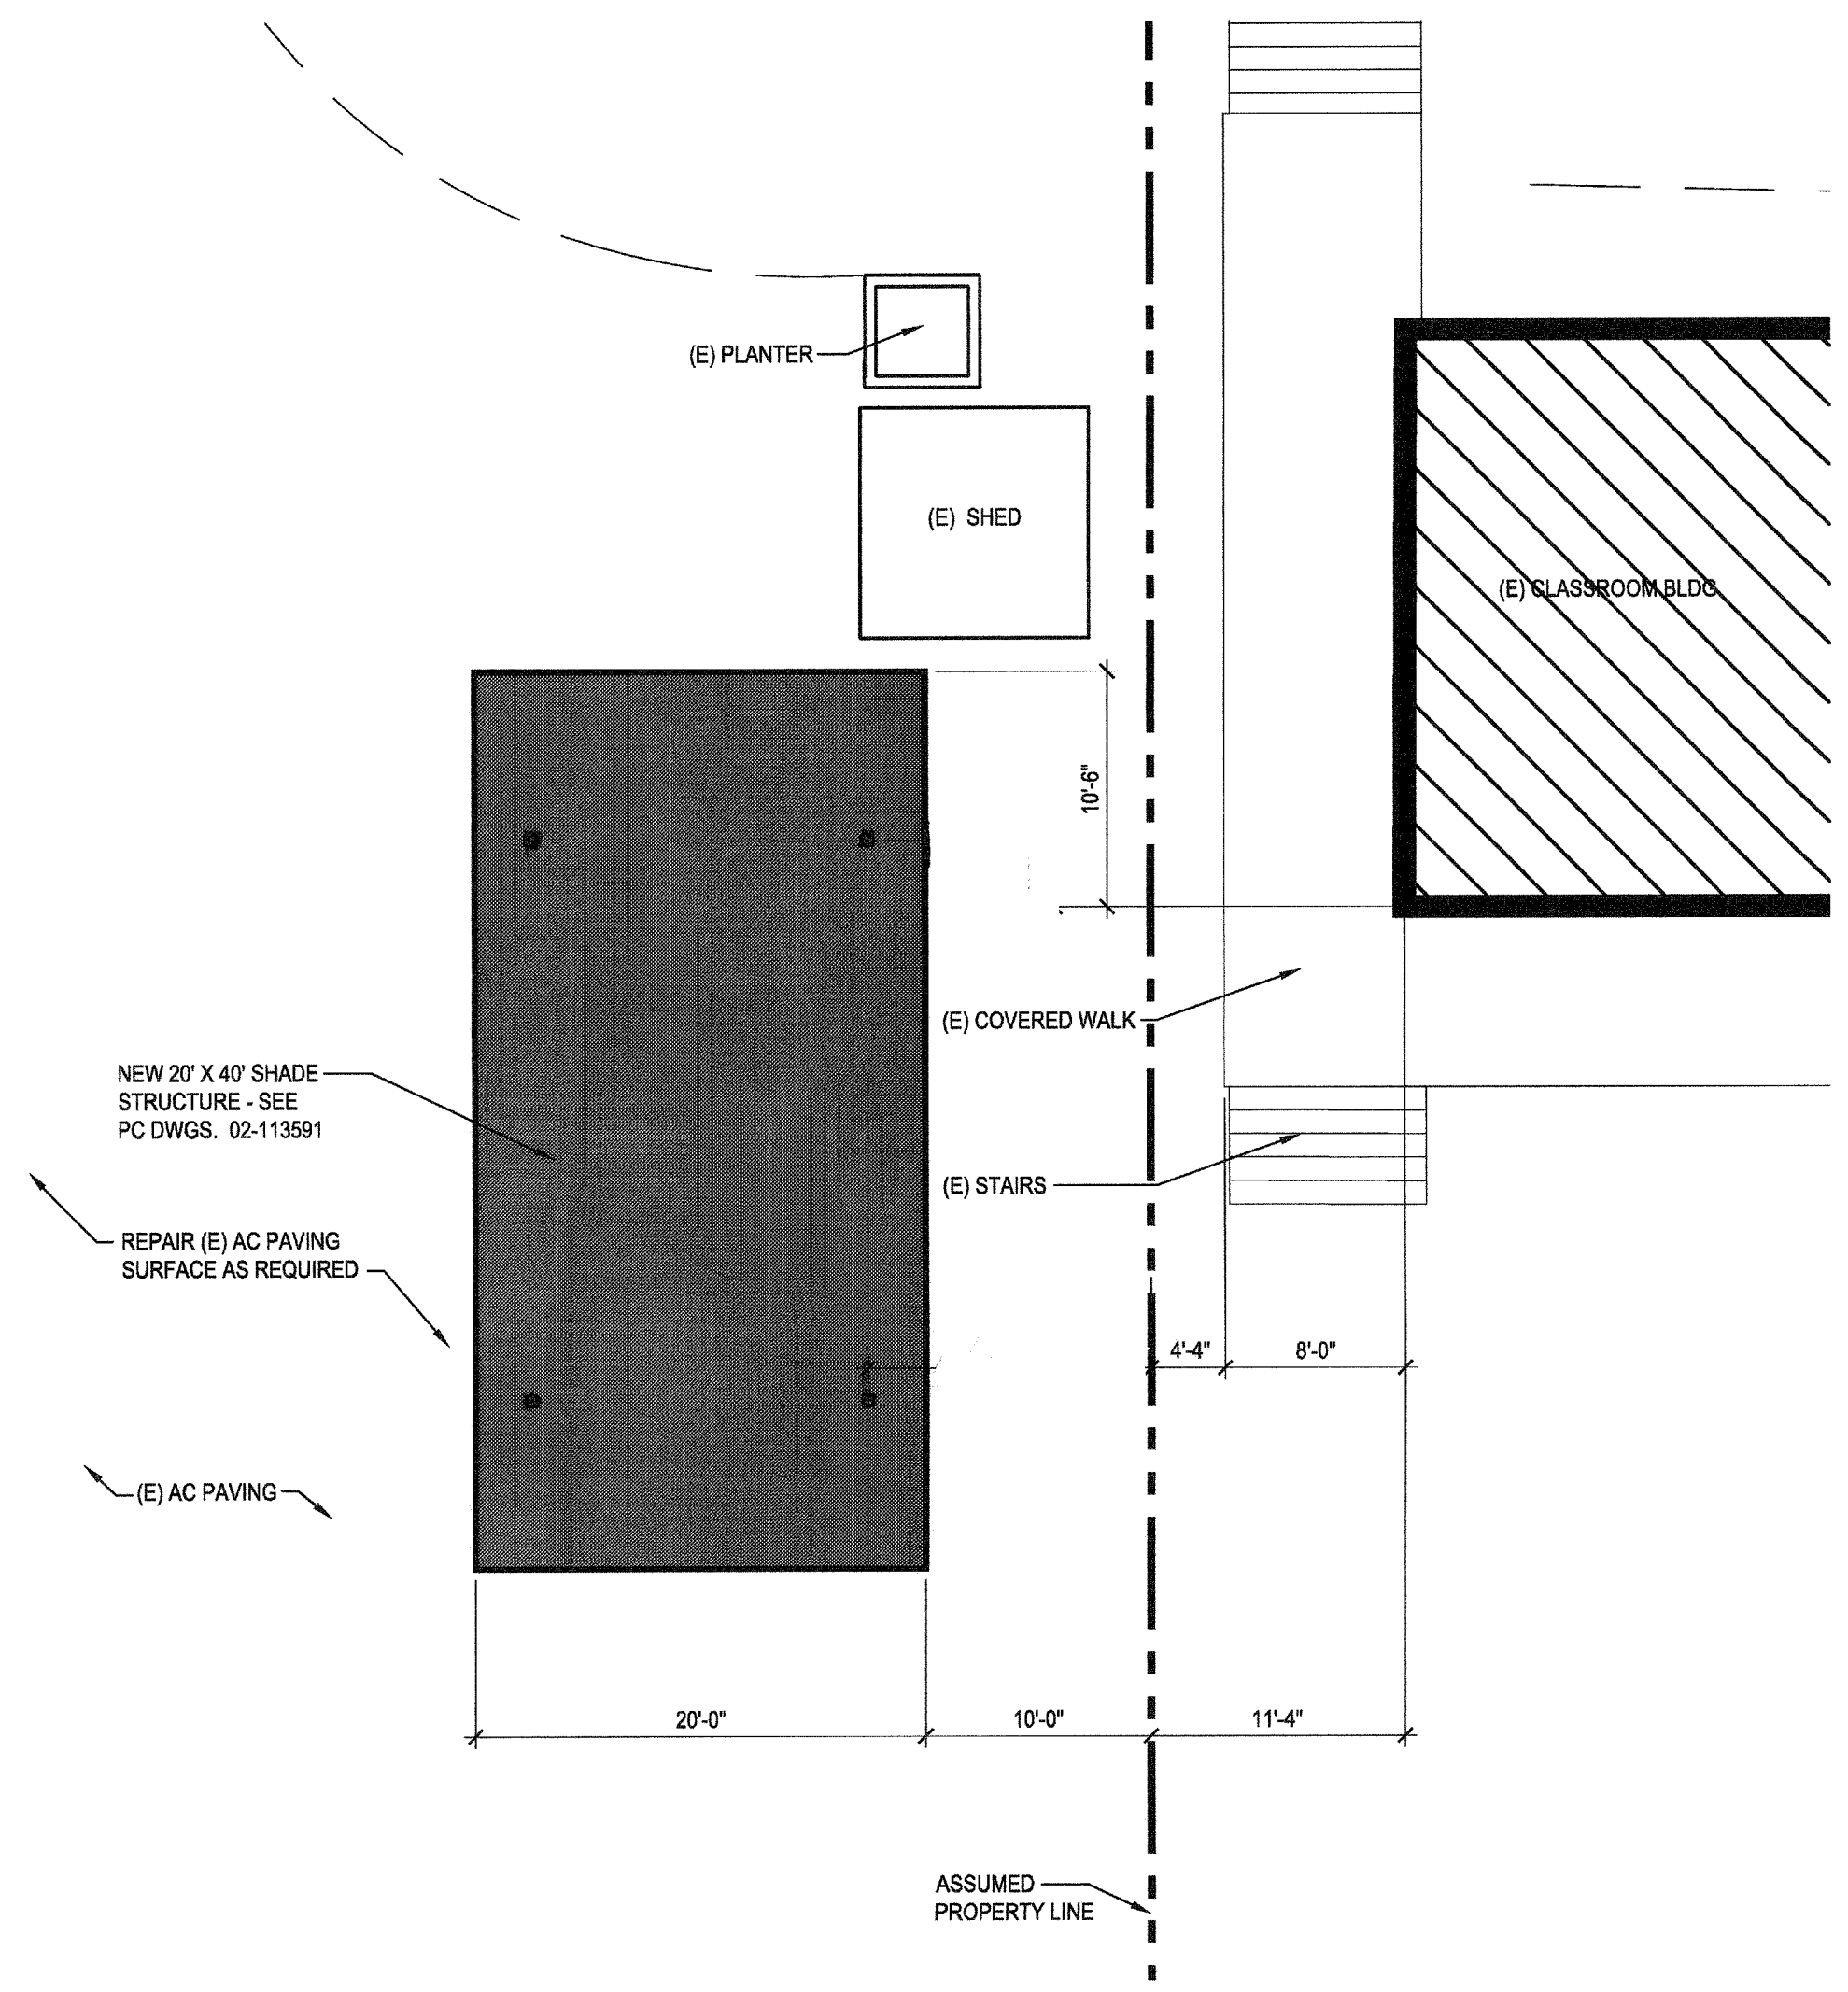 (E) PLANTER
(E) SHED
(E) CLASSROOM BLDG.
10'-6"
(E) COVERED WALK
NEW 20' X 40' SHADE
STRUCTURE - SEE
PC DWGS. 02-113591
(E) STAIRS
REPAIR (E) AC PAVING
SURFACE AS REQUIRED
4'-4"
8'-0"
(E) AC PAVING
20'-0"
10'-0"
11'-4"
ASSUMED
PROPERTY LINE